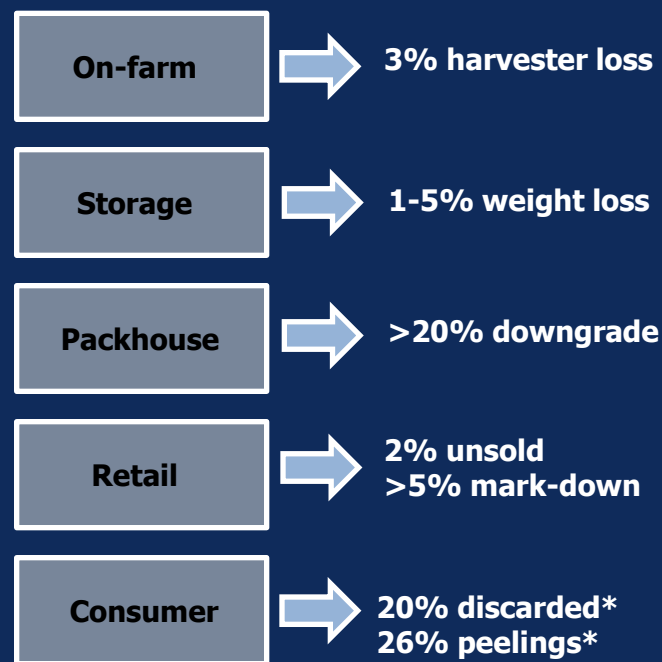 On-farm
3% harvester loss
Storage
1-5% weight loss
Packhouse
>20% downgrade
Retail
2% unsold
>5% mark-down
Consumer
20% discarded*
26% peelings*